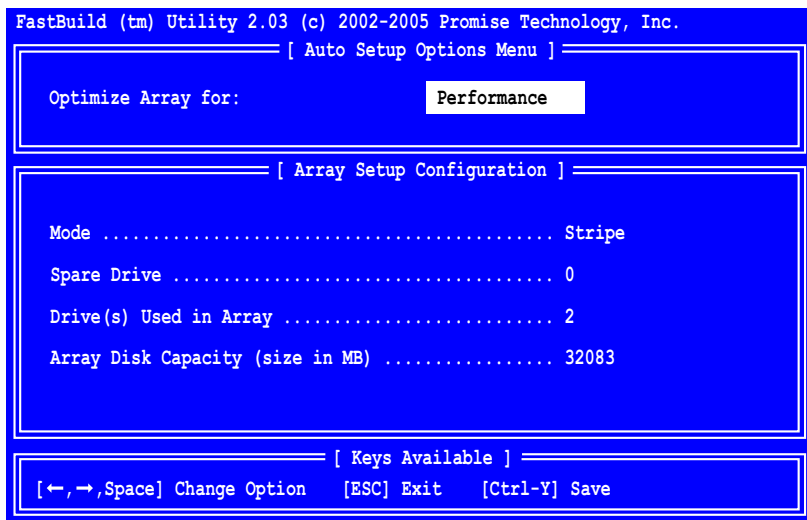 FastBuild (tm) Utility 2.03 (c) 2002-2005 Promise Technology, Inc.
[ Auto Setup Options Menu ]
Optimize Array for: Performance
[ Array Setup Configuration ]
Mode ............................................. Stripe
Spare Drive ...................................... 0
Drive(s) Used in Array ........................... 2
Array Disk Capacity (size in MB) ................. 32083
[ Keys Available ]
[←,→,Space] Change Option [ESC] Exit [Ctrl-Y] Save